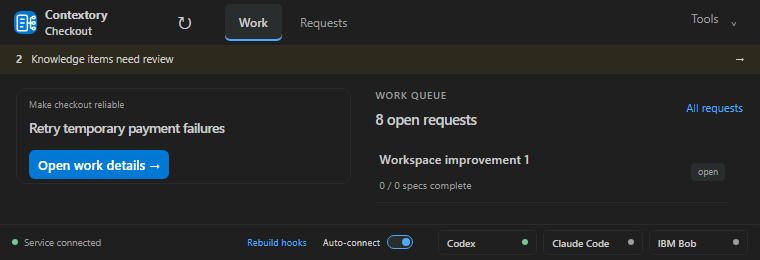 Contextory
Checkout
Work
Requests
Tools
2 Knowledge items need review →
Make checkout reliable
Retry temporary payment failures
Open work details →
WORK QUEUE
8 open requests
All requests
Workspace improvement 1
0 / 0 specs complete
open
Service connected
Rebuild hooks
Auto-connect
Codex
Claude Code
IBM Bob